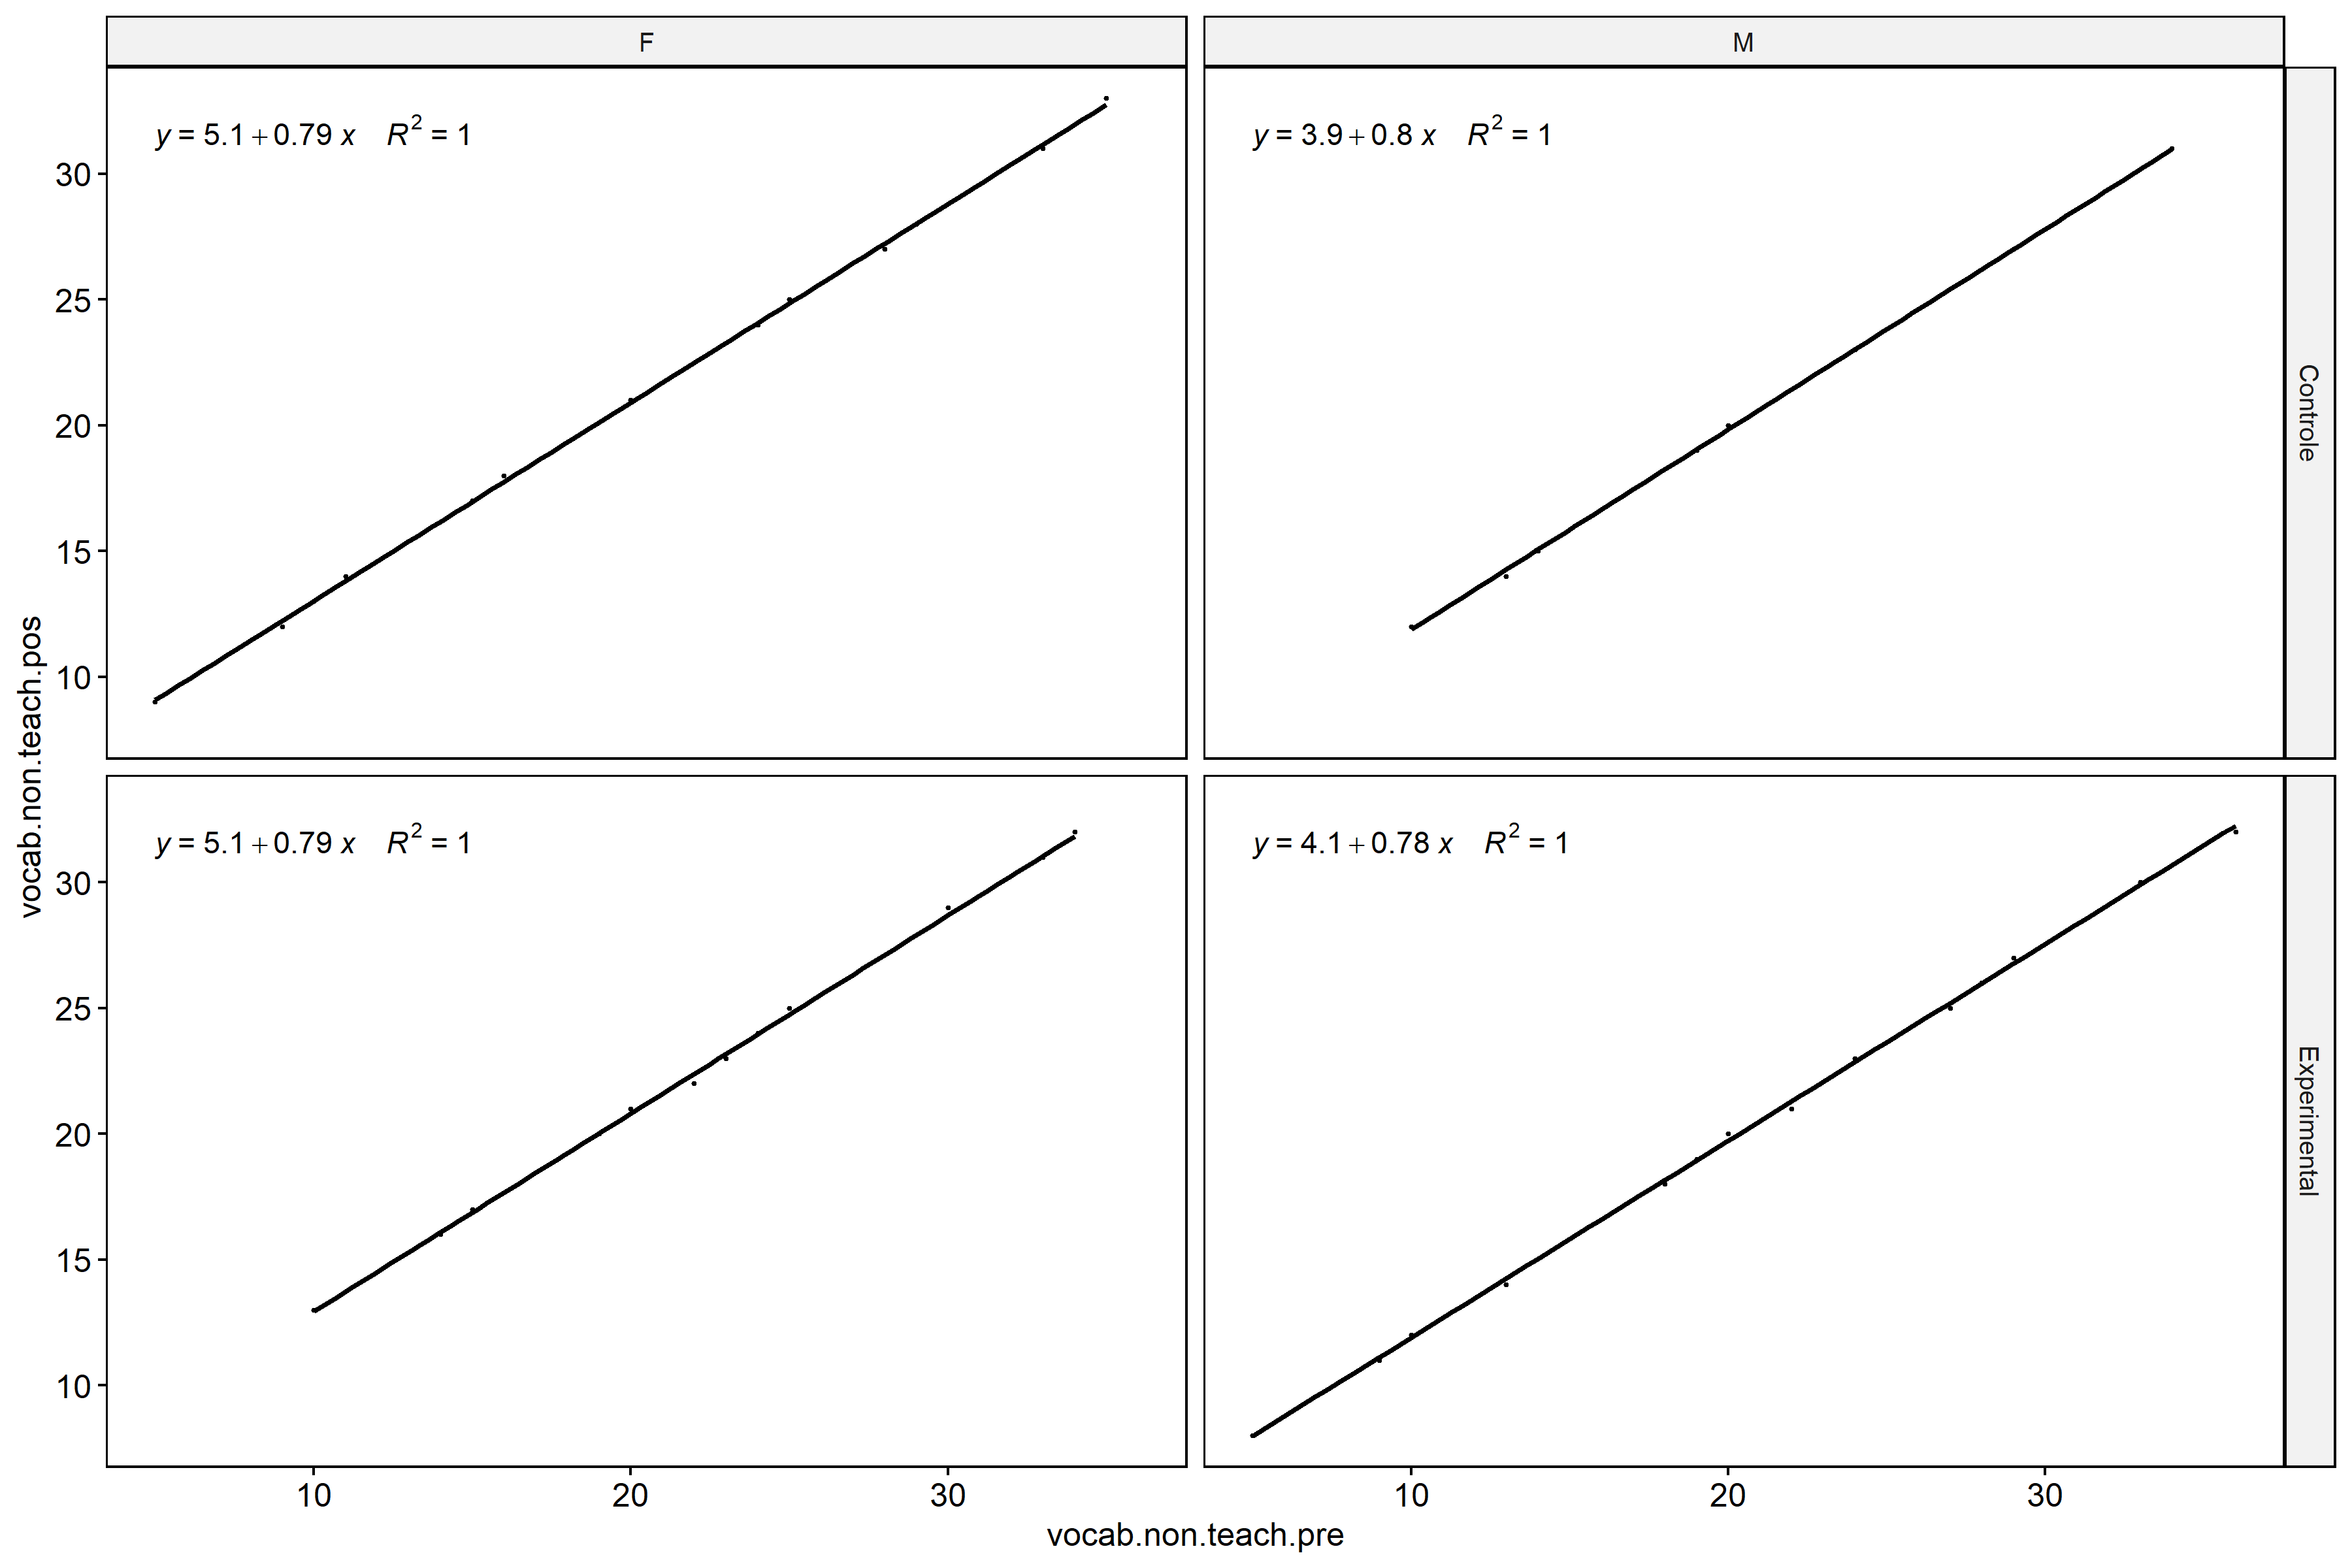 F
M
y = 5.1 + 0.79 x R² = 1
y = 3.9 + 0.8 x R² = 1
Controle
30
25
20
15
10
y = 5.1 + 0.79 x R² = 1
y = 4.1 + 0.78 x R² = 1
Experimental
30
25
20
15
10
vocab.non.teach.pos
10 20 30
10 20 30
vocab.non.teach.pre